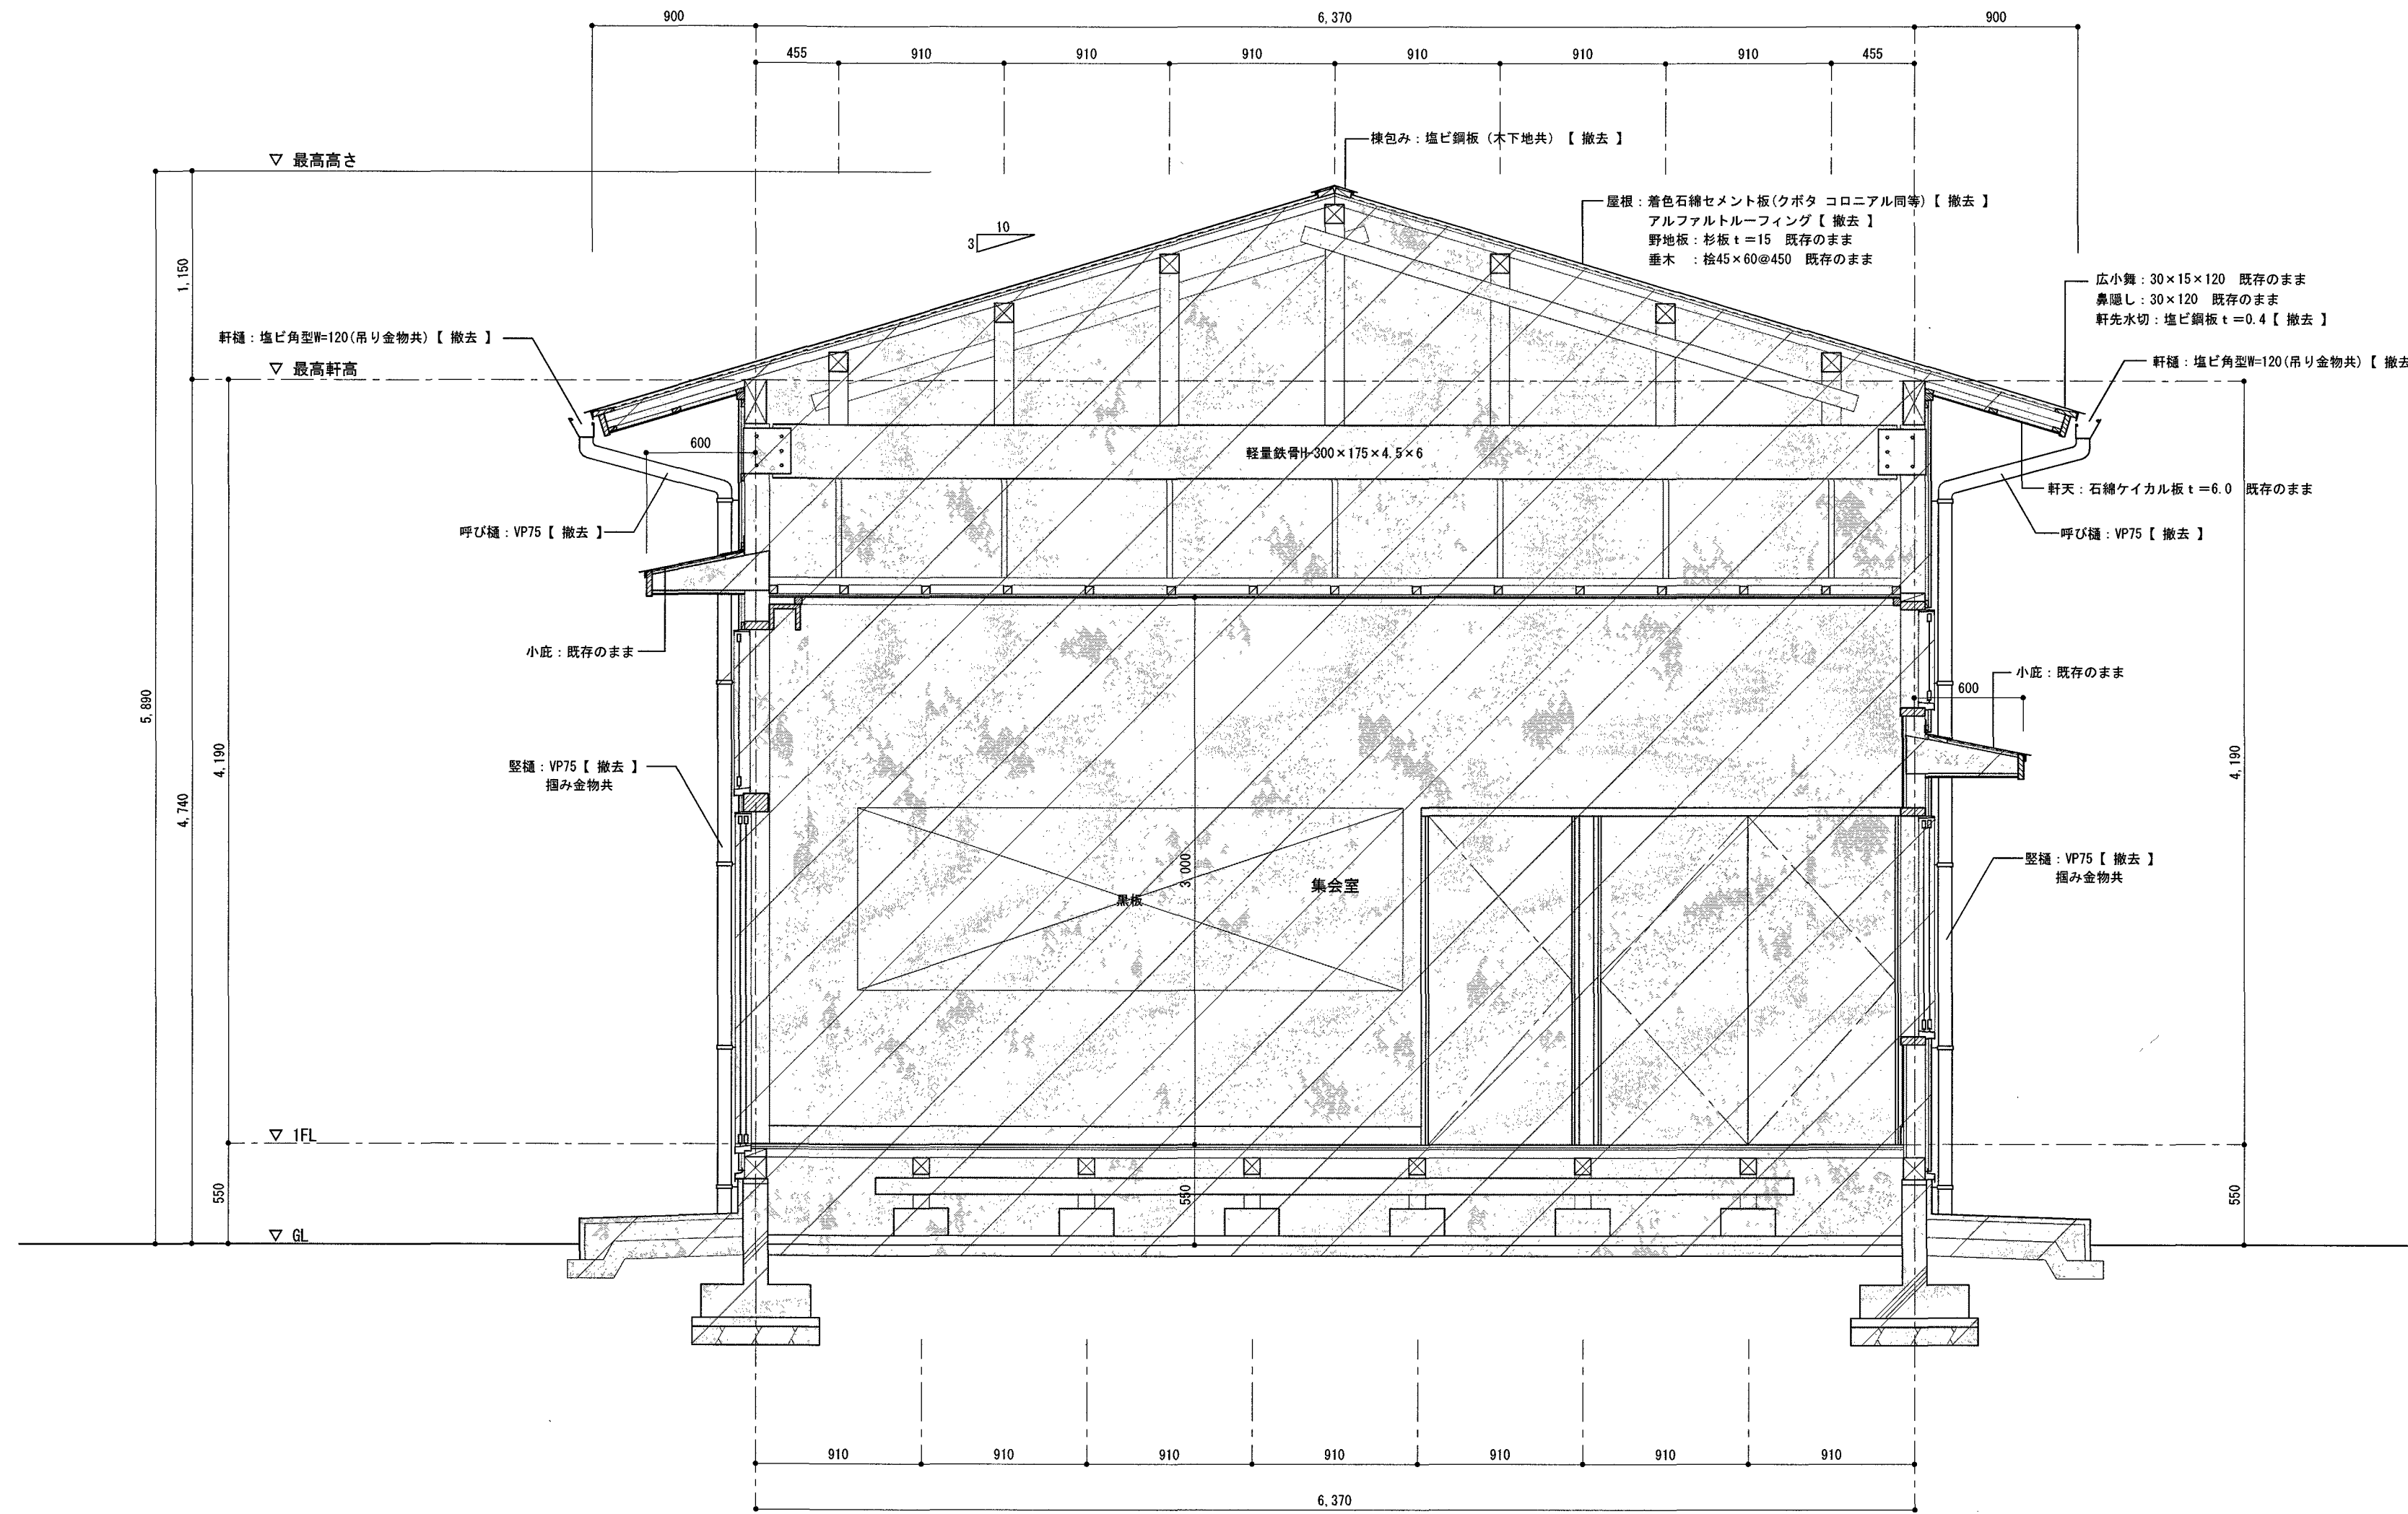 900
6,370
900
455
910
910
910
910
910
910
455
▽ 最高高さ
棟包み：塩ビ鋼板（木下地共）【 撤去 】
屋根：着色石綿セメント板(クボタ コロニアル同等)【 撤去 】
アルファルトルーフィング【 撤去 】
野地板：杉板ｔ＝15　既存のまま
垂木　：桧45×60@450　既存のまま
10
3
1,150
広小舞：30×15×120　既存のまま
鼻隠し：30×120　既存のまま
軒先水切：塩ビ鋼板ｔ＝0.4【 撤去 】
軒樋：塩ビ角型W=120(吊り金物共)【 撤去 】
軒樋：塩ビ角型W=120(吊り金物共)【 撤去
▽ 最高軒高
600
軽量鉄骨H-300×175×4.5×6
軒天：石綿ケイカル板ｔ＝6.0　既存のまま
呼び樋：VP75【 撤去 】
呼び樋：VP75【 撤去 】
小庇：既存のまま
小庇：既存のまま
600
5,890
4,740
4,190
4,190
竪樋：VP75【 撤去 】
掴み金物共
竪樋：VP75【 撤去 】
掴み金物共
3,000
集会室
黒板
▽ 1FL
550
550
550
▽ GL
910
910
910
910
910
910
910
6,370